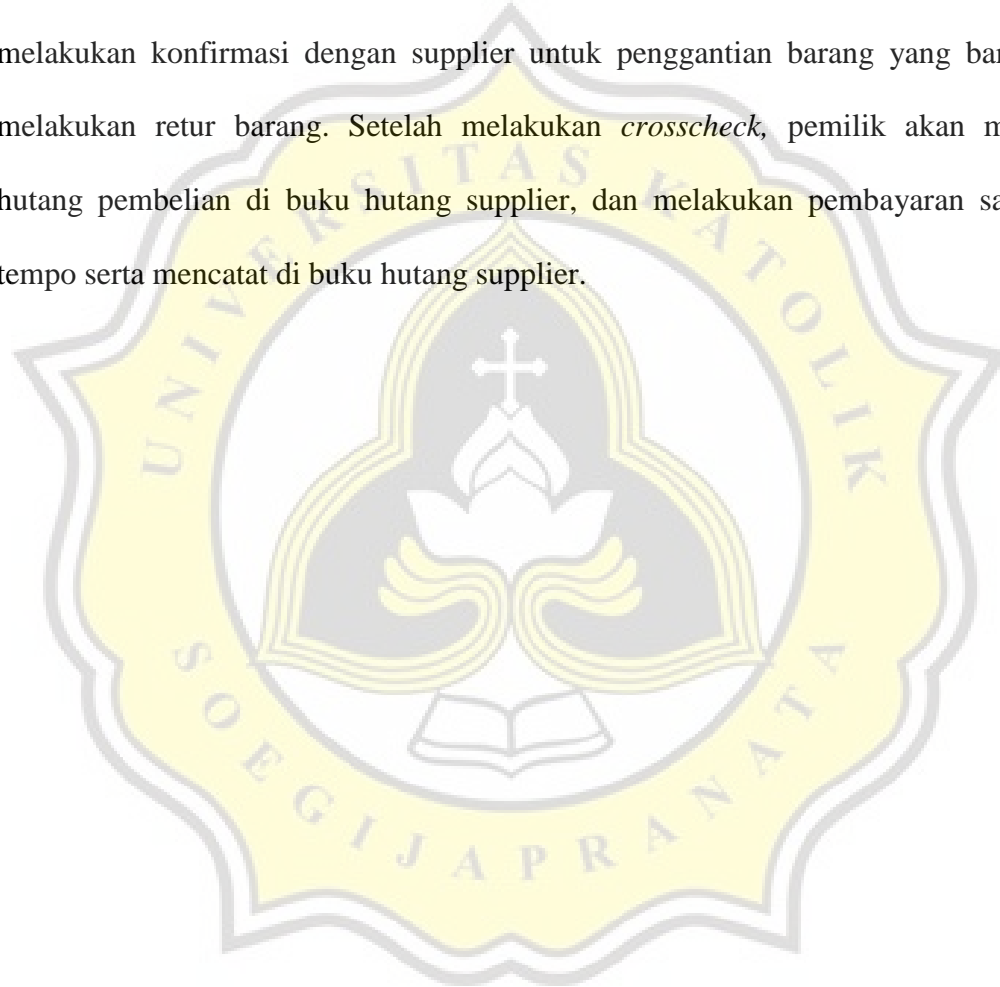 melakukan konfirmasi dengan supplier untuk penggantian barang yang
melakukan retur barang. Setelah melakukan crosscheck, pemilik akan
hutang pembelian di buku hutang supplier, dan melakukan pembayaran
tempo serta mencatat di buku hutang supplier.
UNIVERSITAS KATOLIK
SOEGIJAPRANATA